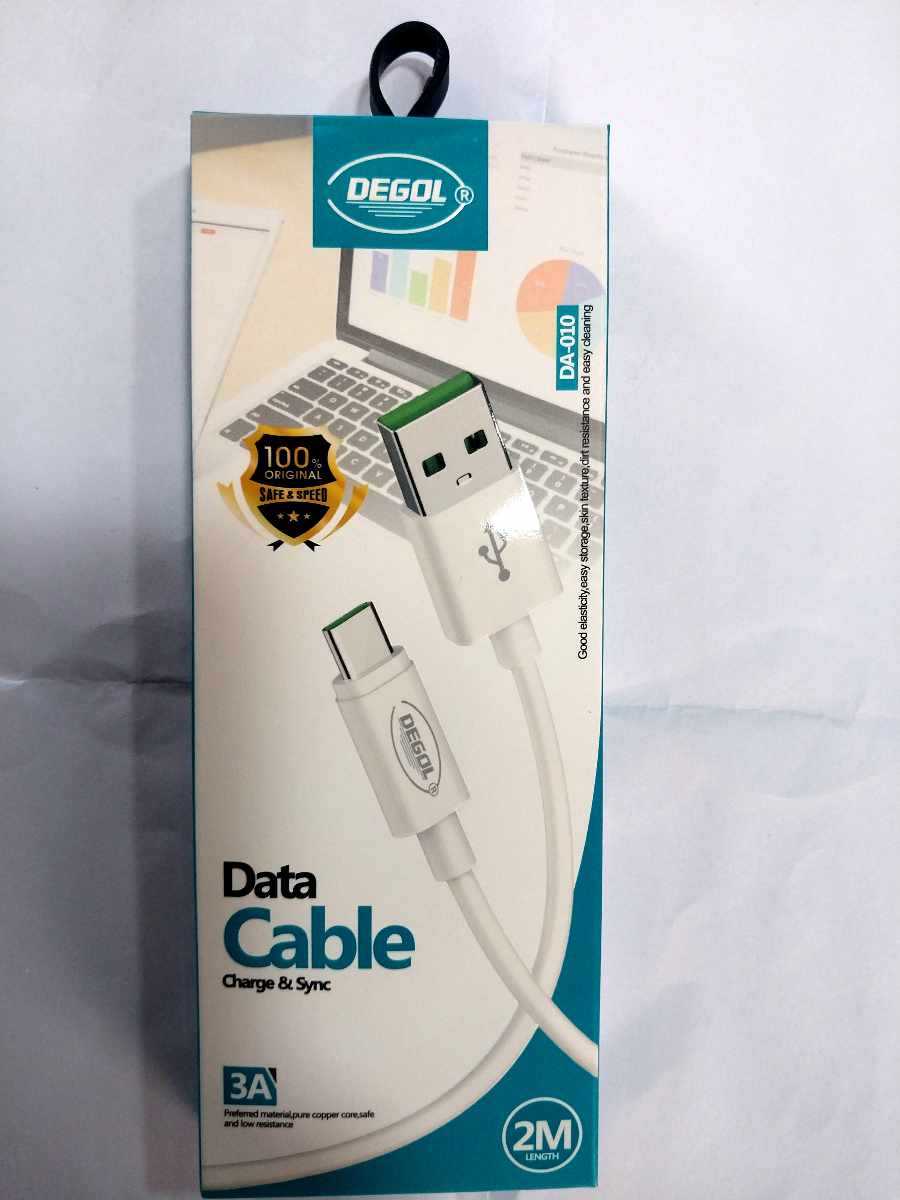 DEGOL®
DA-010
Good elasticity,easy storage,skin texture,dirt resistance and easy cleaning
100%
ORIGINAL
SAFE & SPEED
DEGOL®
Data
Cable
Charge & Sync
3A
Preferred material,pure copper core,safe
and low resistance
2M
LENGTH